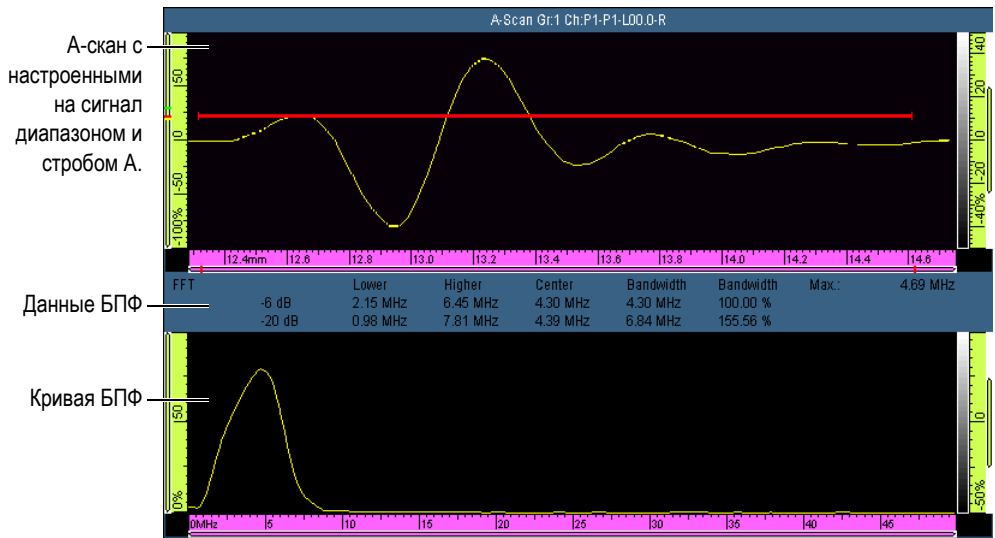 A-Scan Gr:1 Ch:P1-P1-L00.0-R
А-скан с
настроенными
на сигнал
диапазоном и
стробом А.
-100% -50 0 50
-40% -20 0 20 40
12.4mm 12.6 12.8 13.0 13.2 13.4 13.6 13.8 14.0 14.2 14.4 14.6
Данные БПФ
FFT Lower Higher Center Bandwidth Bandwidth Max.: 4.69 MHz
-6 dB 2.15 MHz 6.45 MHz 4.30 MHz 4.30 MHz 100.00 %
-20 dB 0.98 MHz 7.81 MHz 4.39 MHz 6.84 MHz 155.56 %
Кривая БПФ
0% 50
-50% 0
0MHz 5 10 15 20 25 30 35 40 45